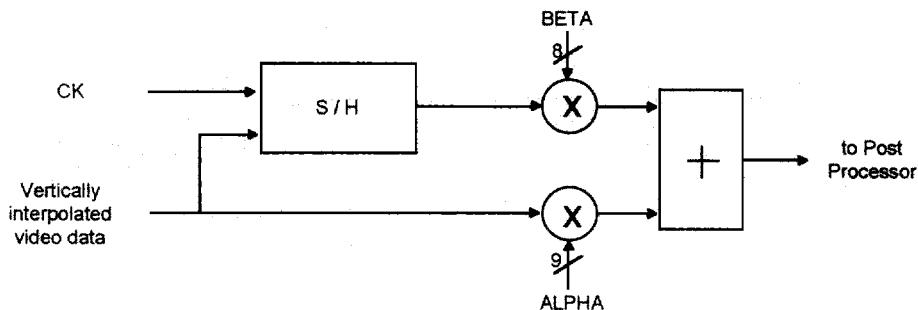 BETA
8
CK
S / H
X
+
to Post
Processor
Vertically
interpolated
video data
X
9
ALPHA